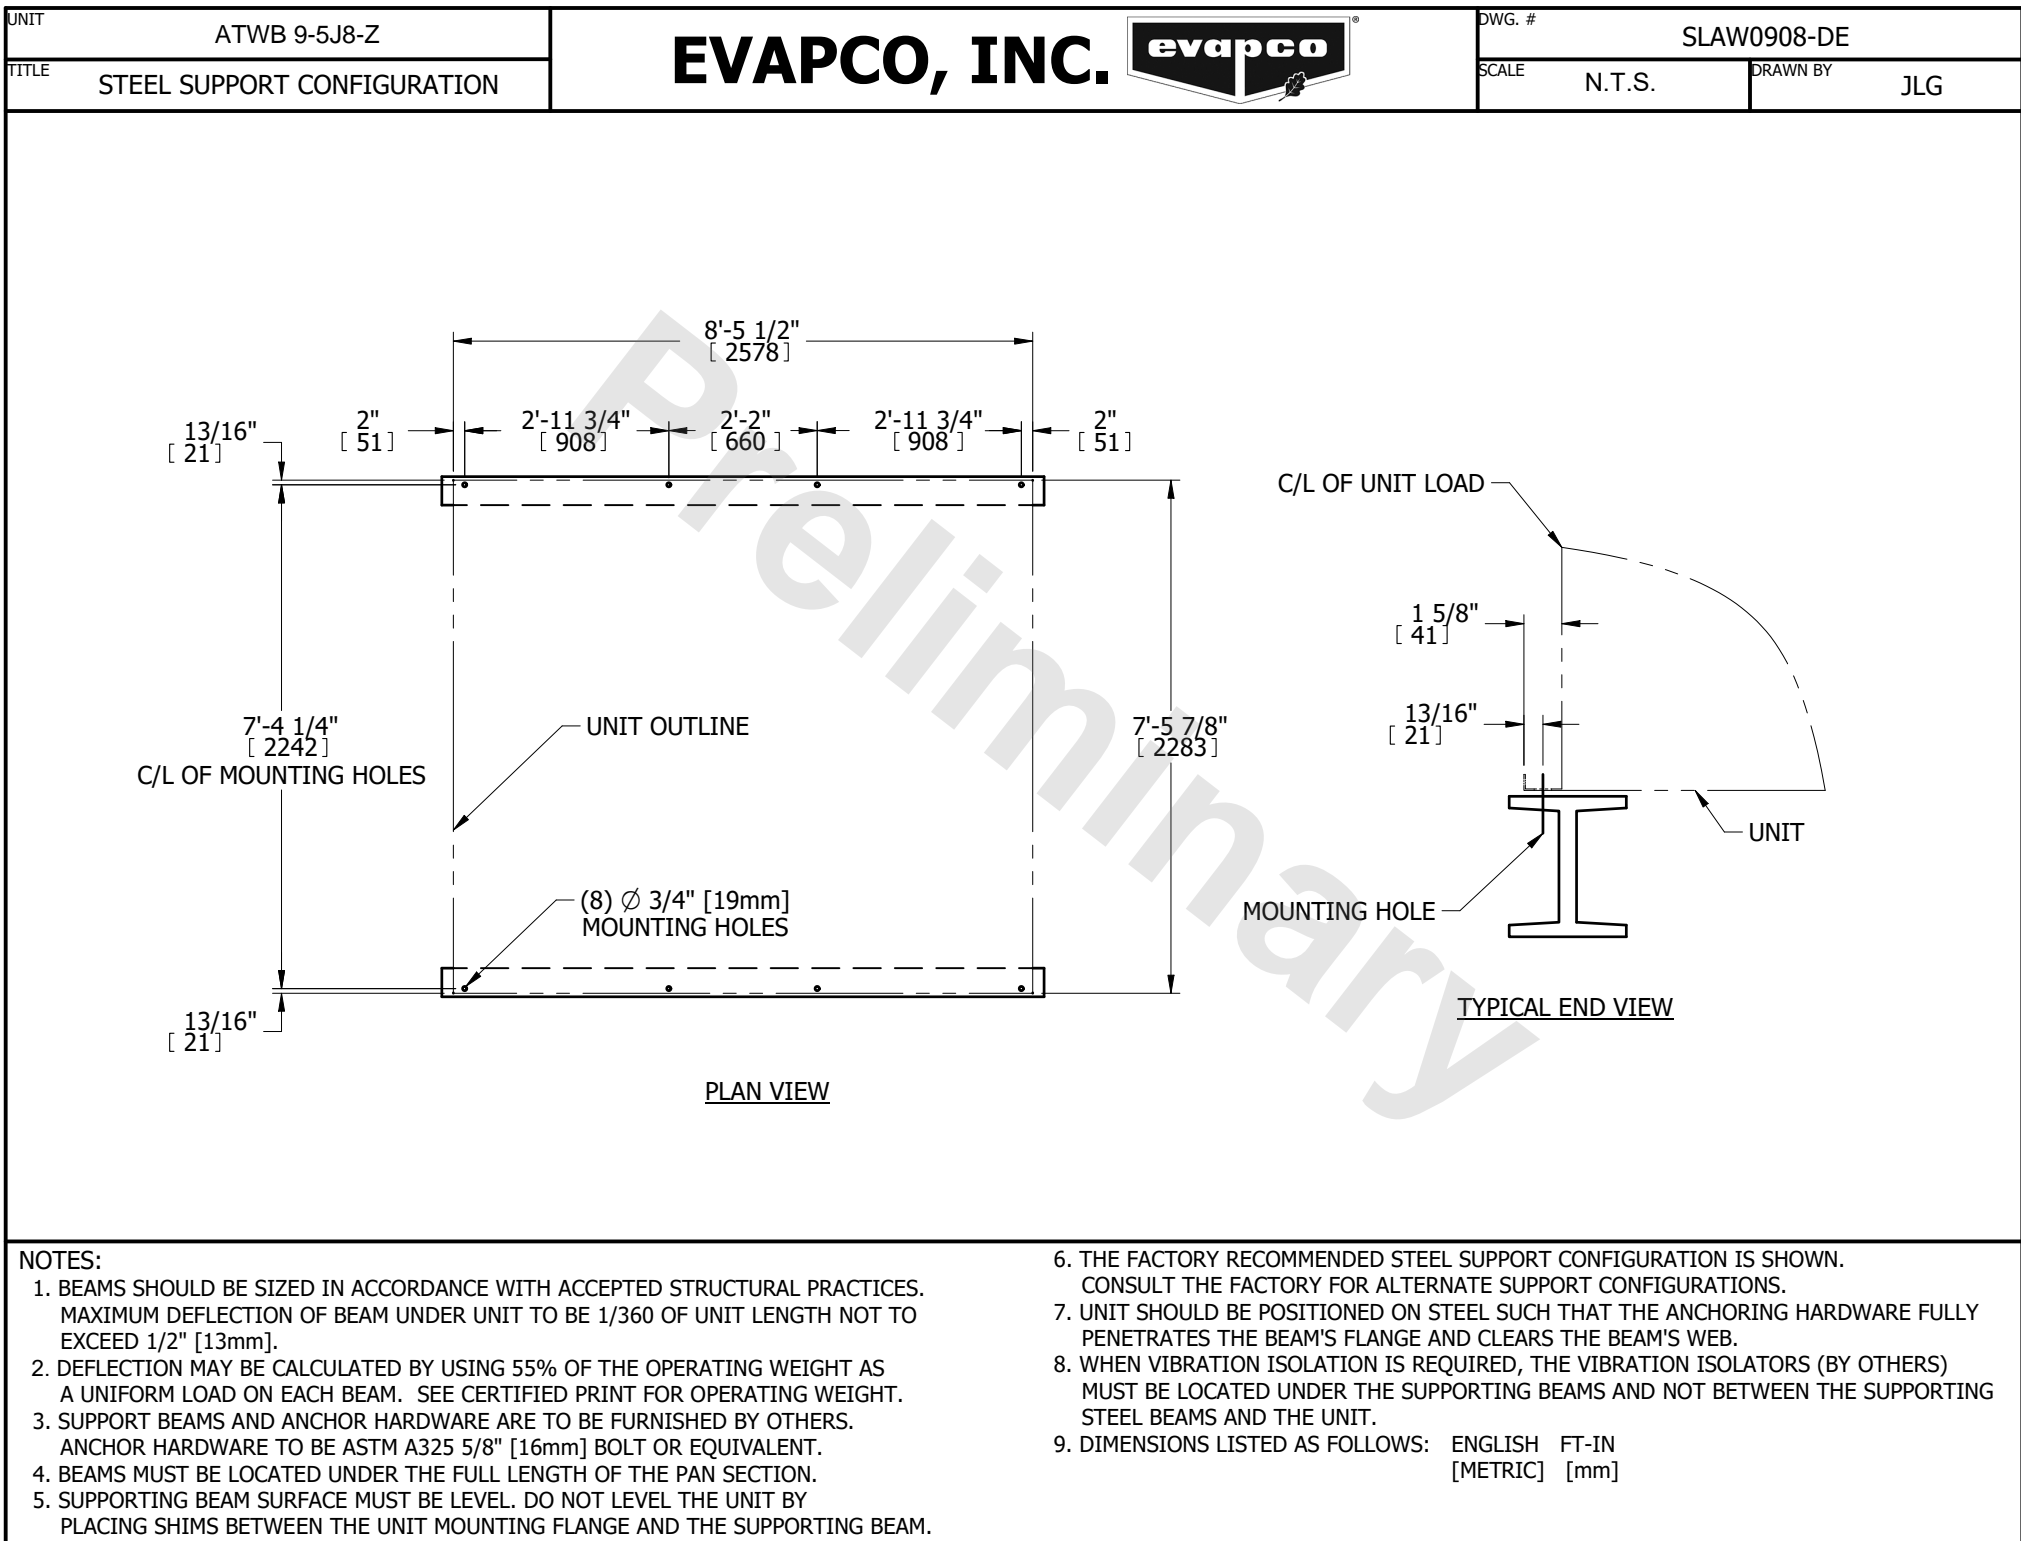 UNIT
ATWB 9-5J8-Z
TITLE
STEEL SUPPORT CONFIGURATION
EVAPCO, INC.
evapco®
DWG. #
SLAW0908-DE
SCALE
N.T.S.
DRAWN BY
JLG
8'-5 1/2"
[ 2578 ]
13/16"
[ 21 ]
2"
[ 51 ]
2'-11 3/4"
[ 908 ]
2'-2"
[ 660 ]
2'-11 3/4"
[ 908 ]
2"
[ 51 ]
7'-4 1/4"
[ 2242 ]
C/L OF MOUNTING HOLES
UNIT OUTLINE
7'-5 7/8"
[ 2283 ]
(8) ∅ 3/4" [19mm]
MOUNTING HOLES
13/16"
[ 21 ]
PLAN VIEW
C/L OF UNIT LOAD
1 5/8"
[ 41 ]
13/16"
[ 21 ]
UNIT
MOUNTING HOLE
TYPICAL END VIEW
Preliminary
NOTES:
1. BEAMS SHOULD BE SIZED IN ACCORDANCE WITH ACCEPTED STRUCTURAL PRACTICES.
MAXIMUM DEFLECTION OF BEAM UNDER UNIT TO BE 1/360 OF UNIT LENGTH NOT TO
EXCEED 1/2" [13mm].
2. DEFLECTION MAY BE CALCULATED BY USING 55% OF THE OPERATING WEIGHT AS
A UNIFORM LOAD ON EACH BEAM. SEE CERTIFIED PRINT FOR OPERATING WEIGHT.
3. SUPPORT BEAMS AND ANCHOR HARDWARE ARE TO BE FURNISHED BY OTHERS.
ANCHOR HARDWARE TO BE ASTM A325 5/8" [16mm] BOLT OR EQUIVALENT.
4. BEAMS MUST BE LOCATED UNDER THE FULL LENGTH OF THE PAN SECTION.
5. SUPPORTING BEAM SURFACE MUST BE LEVEL. DO NOT LEVEL THE UNIT BY
PLACING SHIMS BETWEEN THE UNIT MOUNTING FLANGE AND THE SUPPORTING BEAM.
6. THE FACTORY RECOMMENDED STEEL SUPPORT CONFIGURATION IS SHOWN.
CONSULT THE FACTORY FOR ALTERNATE SUPPORT CONFIGURATIONS.
7. UNIT SHOULD BE POSITIONED ON STEEL SUCH THAT THE ANCHORING HARDWARE FULLY
PENETRATES THE BEAM'S FLANGE AND CLEARS THE BEAM'S WEB.
8. WHEN VIBRATION ISOLATION IS REQUIRED, THE VIBRATION ISOLATORS (BY OTHERS)
MUST BE LOCATED UNDER THE SUPPORTING BEAMS AND NOT BETWEEN THE SUPPORTING
STEEL BEAMS AND THE UNIT.
9. DIMENSIONS LISTED AS FOLLOWS: ENGLISH FT-IN
[METRIC] [mm]